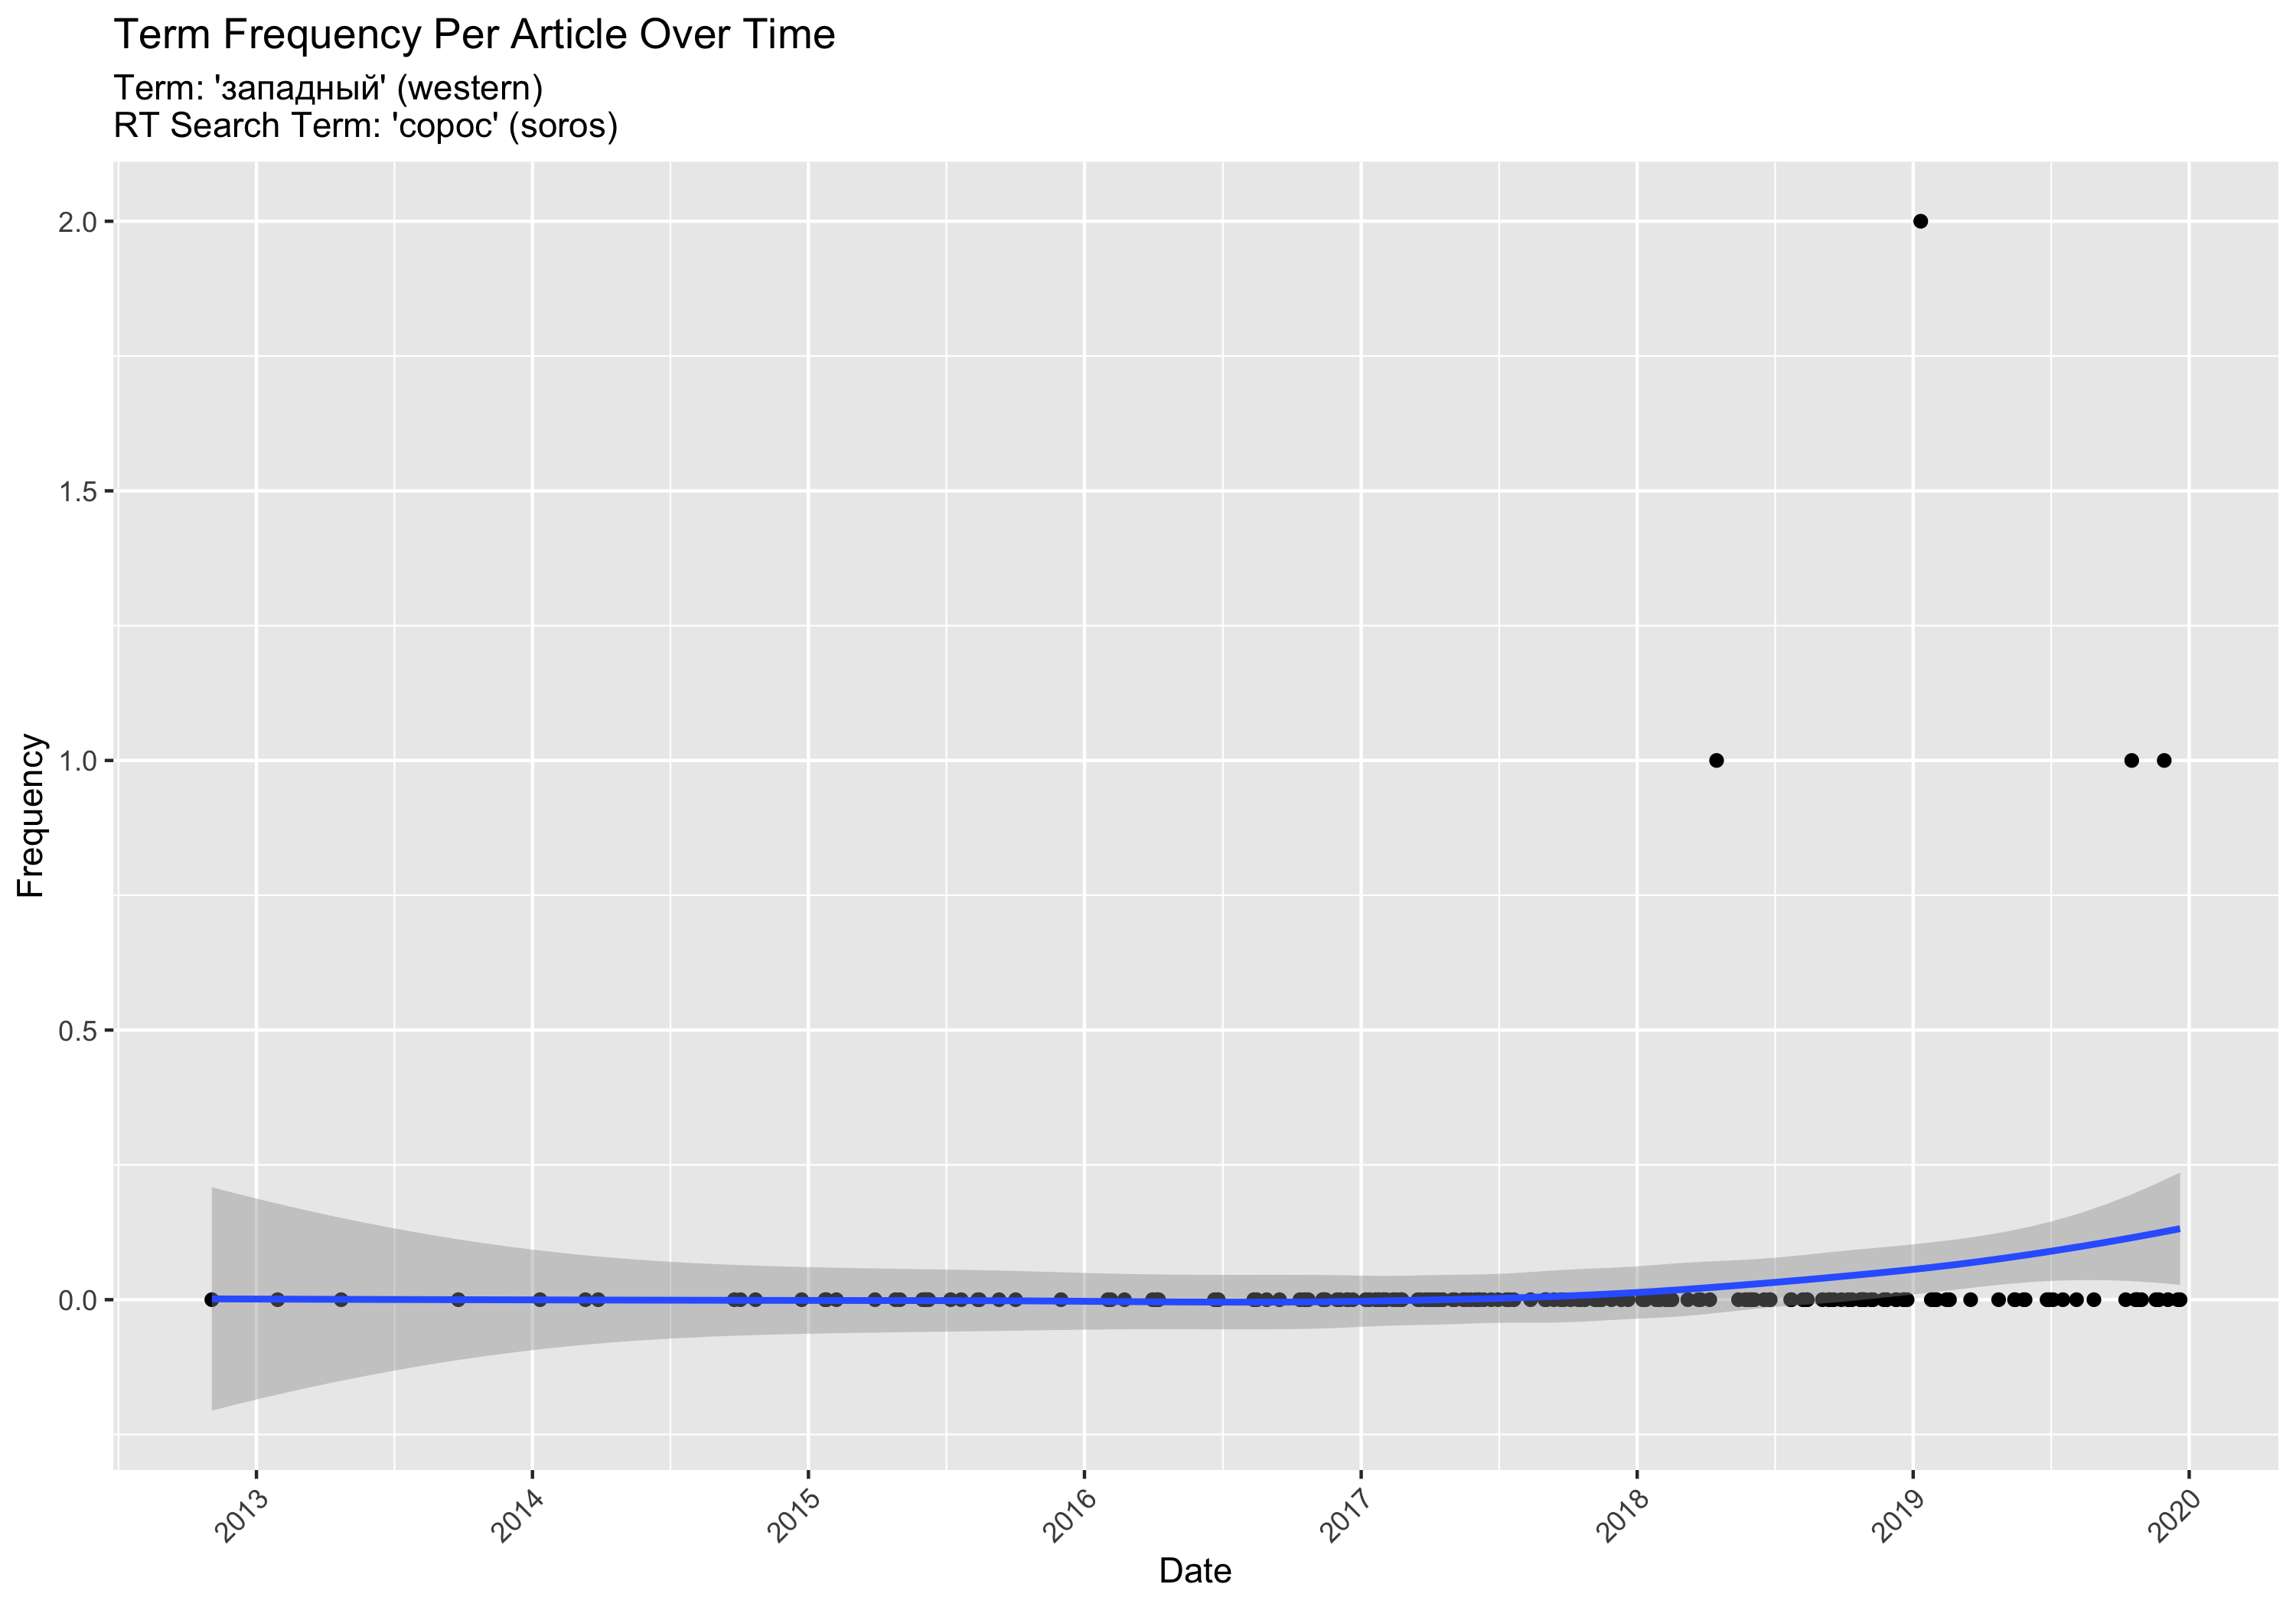 Term Frequency Per Article Over Time
Term: 'западный' (western)
RT Search Term: 'сорос' (soros)
2.0
1.5
1.0
0.5
0.0
Frequency
2013
2014
2015
2016
2017
2018
2019
2020
Date